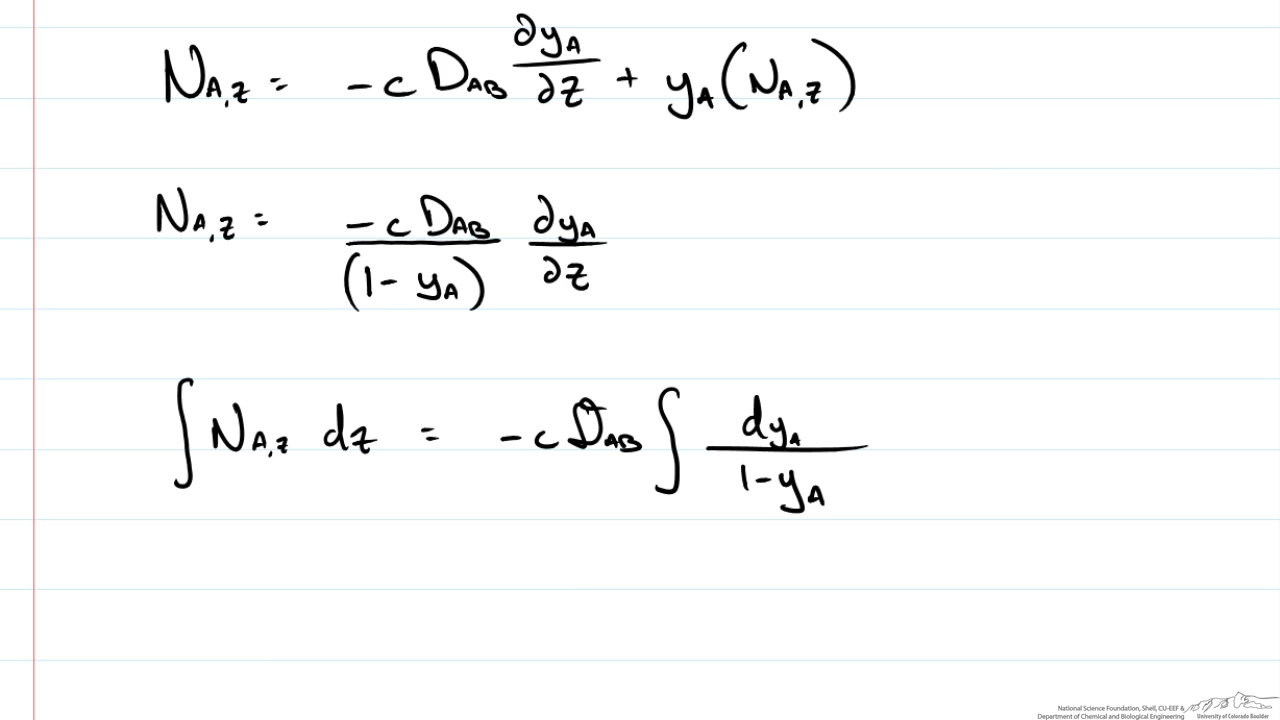 N_{A,z} = -c D_{AB} ∂y_A/∂z + y_A(N_{A,z})
N_{A,z} = -c D_{AB}/(1-y_A) ∂y_A/∂z
∫ N_{A,z} dz = -c D_{AB} ∫ dy_A/1-y_A
National Science Foundation, Shell, CU-EEF &
Department of Chemical and Biological Engineering
University of Colorado Boulder